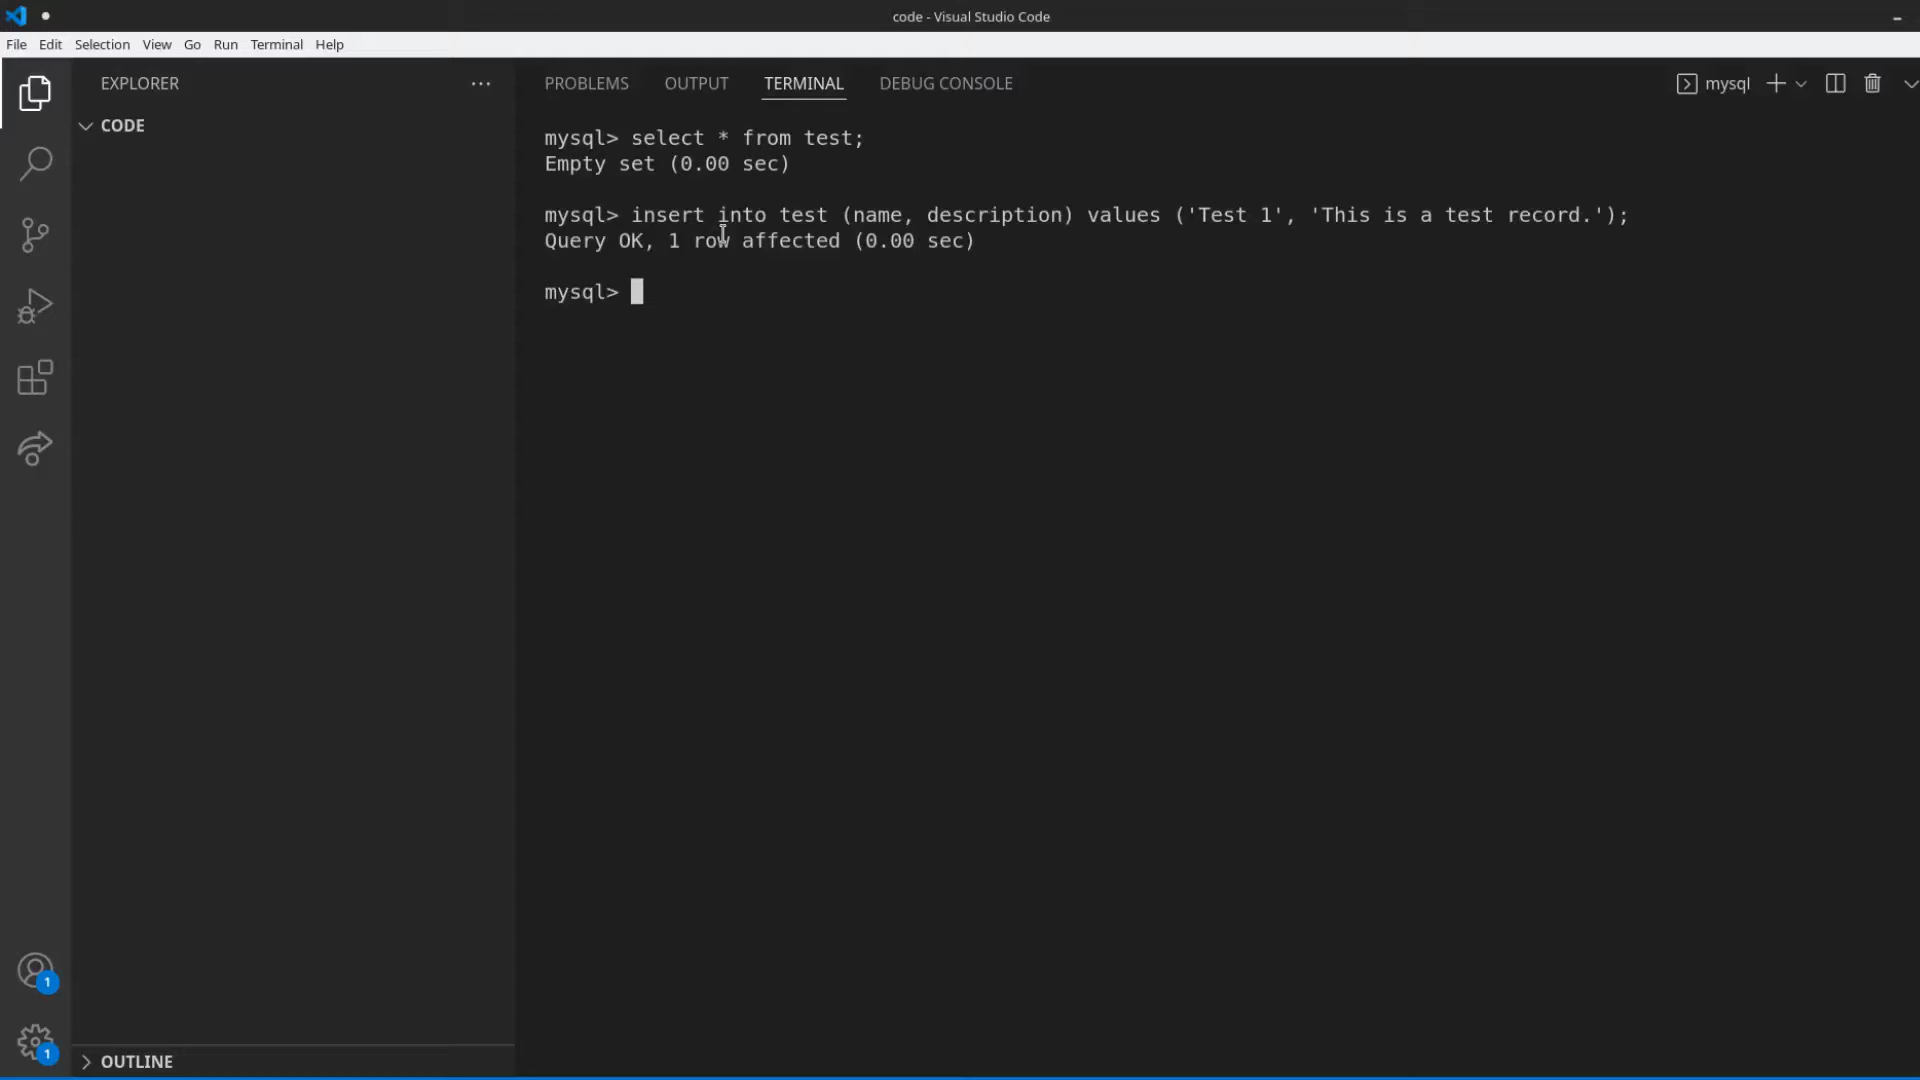 code - Visual Studio Code
File Edit Selection View Go Run Terminal Help
EXPLORER
PROBLEMS OUTPUT TERMINAL DEBUG CONSOLE
mysql
CODE
mysql> select * from test;
Empty set (0.00 sec)
mysql> insert into test (name, description) values ('Test 1', 'This is a test record.');
Query OK, 1 row affected (0.00 sec)
mysql>
1
1
OUTLINE